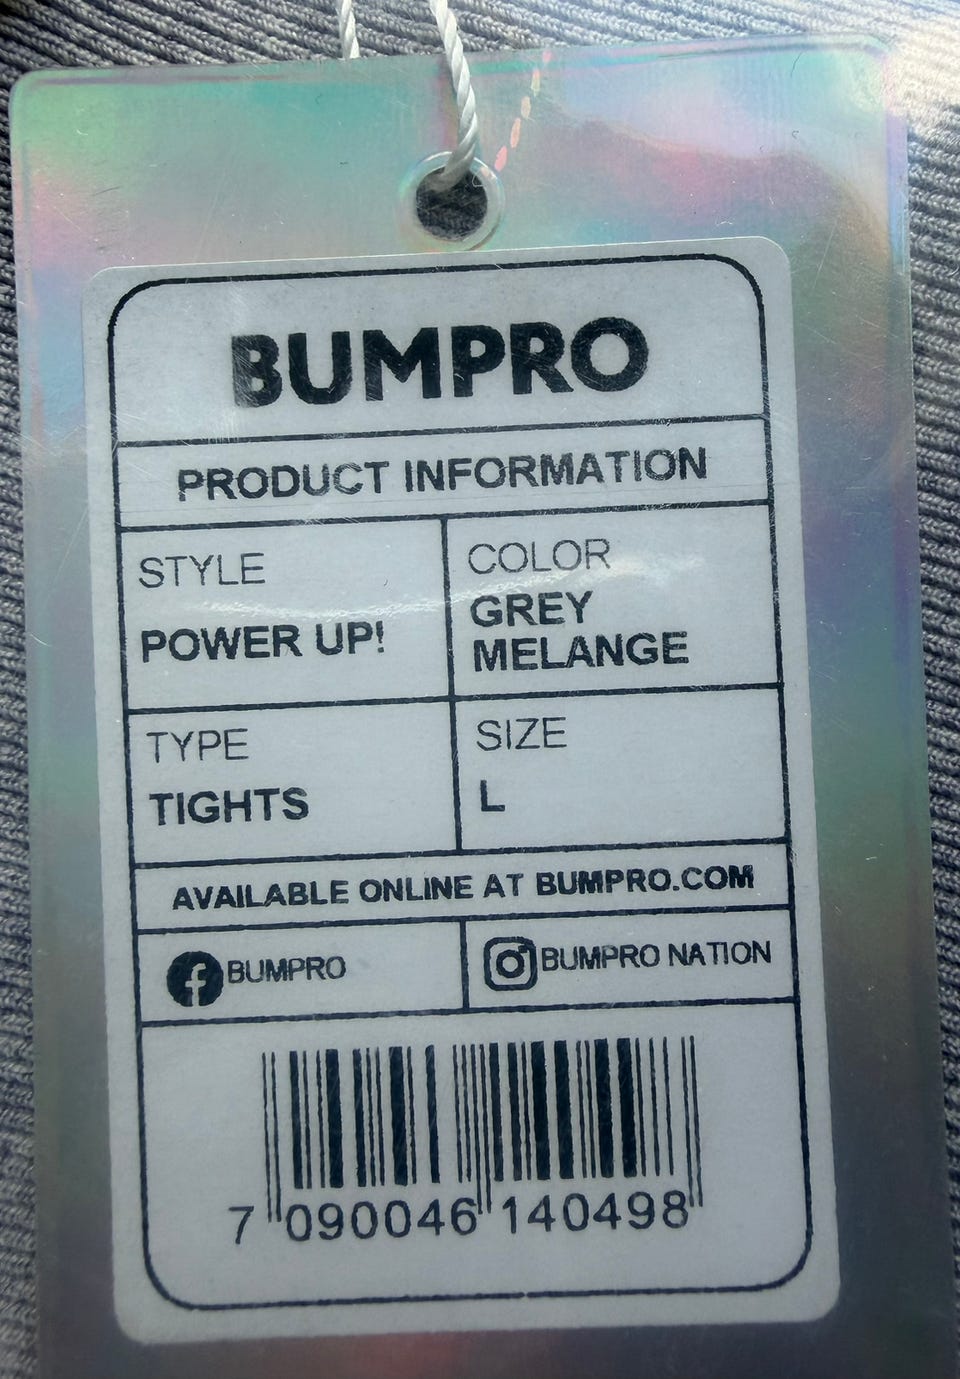 BUMPRO
PRODUCT INFORMATION
STYLE
POWER UP!
COLOR
GREY
MELANGE
TYPE
TIGHTS
SIZE
L
AVAILABLE ONLINE AT BUMPRO.COM
BUMPRO
BUMPRO NATION
7 090046 140498